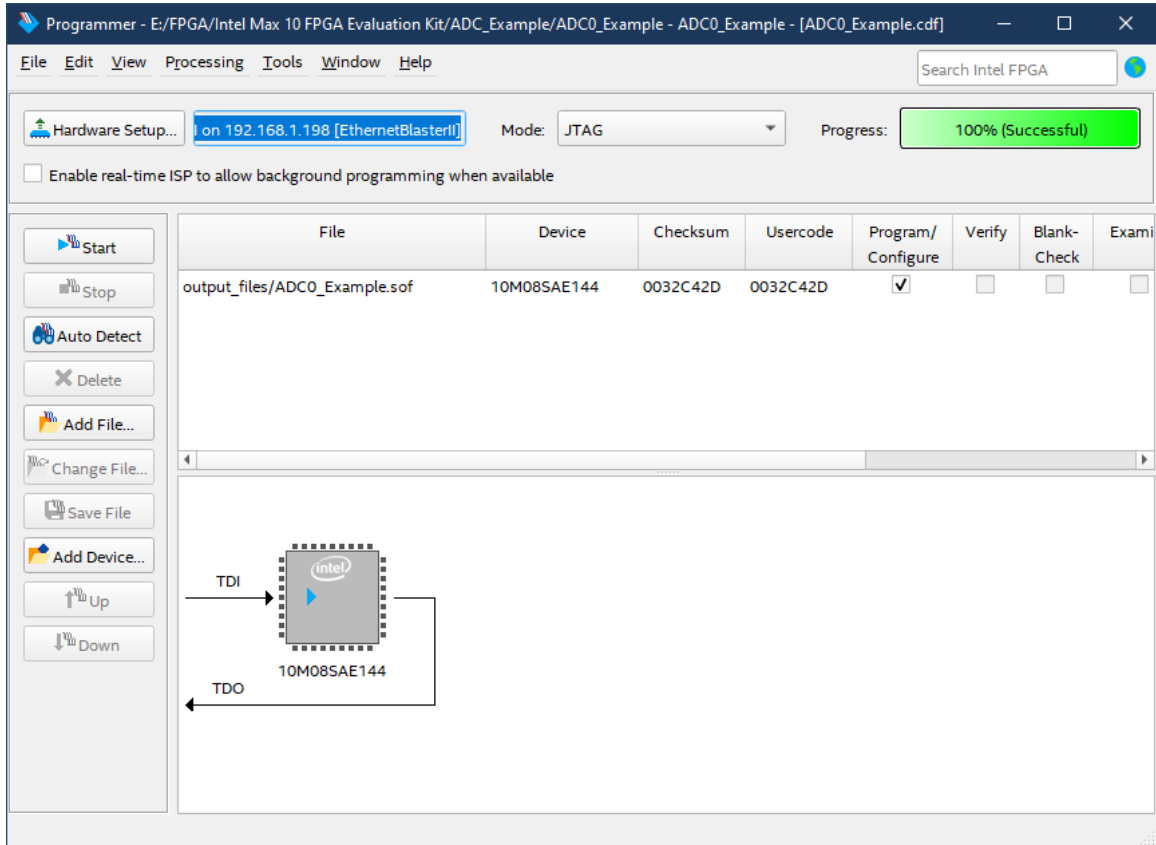 Programmer - E:/FPGA/Intel Max 10 FPGA Evaluation Kit/ADC_Example/ADC0_Example - ADC0_Example - [ADC0_Example.cdf]
File Edit View Processing Tools Window Help
Search Intel FPGA
Hardware Setup... I on 192.168.1.198 [EthernetBlasterII] Mode: JTAG Progress: 100% (Successful)
Enable real-time ISP to allow background programming when available
Start
Stop
Auto Detect
Delete
Add File...
Change File...
Save File
Add Device...
Up
Down
File Device Checksum Usercode Program/ Verify Blank- Exami
Configure Check
output_files/ADC0_Example.sof 10M08SAE144 0032C42D 0032C42D
intel
TDI
10M08SAE144
TDO